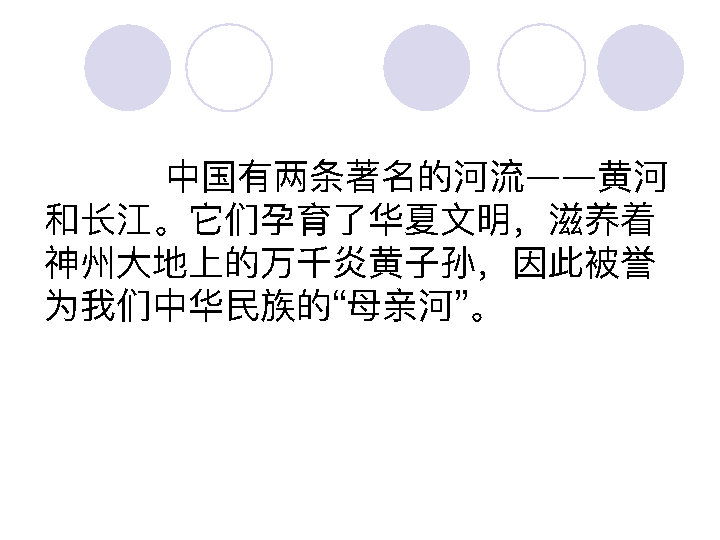 中国有两条著名的河流——黄河
和长江。它们孕育了华夏文明，滋养着
神州大地上的万千炎黄子孙，因此被誉
为我们中华民族的“母亲河”。